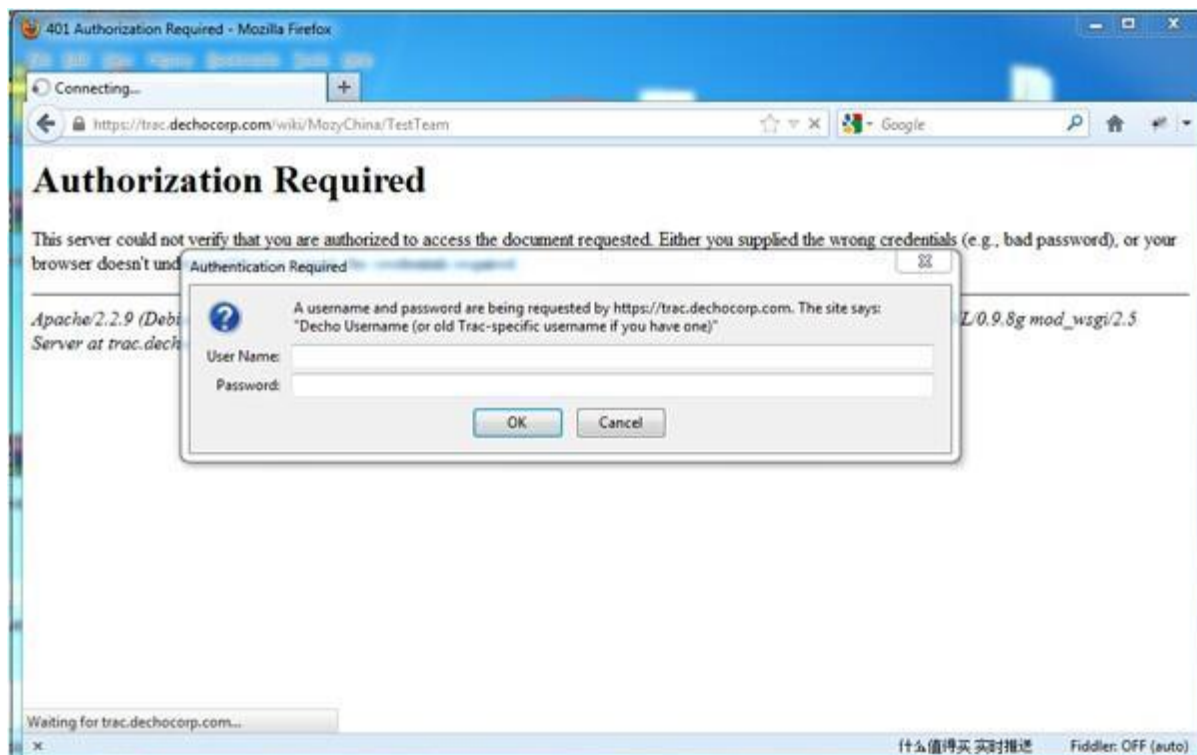 401 Authorization Required - Mozilla Firefox
Connecting...
https://trac.dechocorp.com/wiki/MozyChina/TestTeam
Google
Authorization Required
This server could not verify that you are authorized to access the document requested. Either you supplied the wrong credentials (e.g., bad password), or your
browser doesn't und
Authentication Required
A username and password are being requested by https://trac.dechocorp.com. The site says:
"Decho Username (or old Trac-specific username if you have one)"
Apache/2.2.9 (Debi
L/0.9.8g mod_wsgi/2.5
Server at trac.dech
User Name:
Password:
OK Cancel
Waiting for trac.dechocorp.com...
什么值得买 实时推送 Fiddler: OFF (auto)